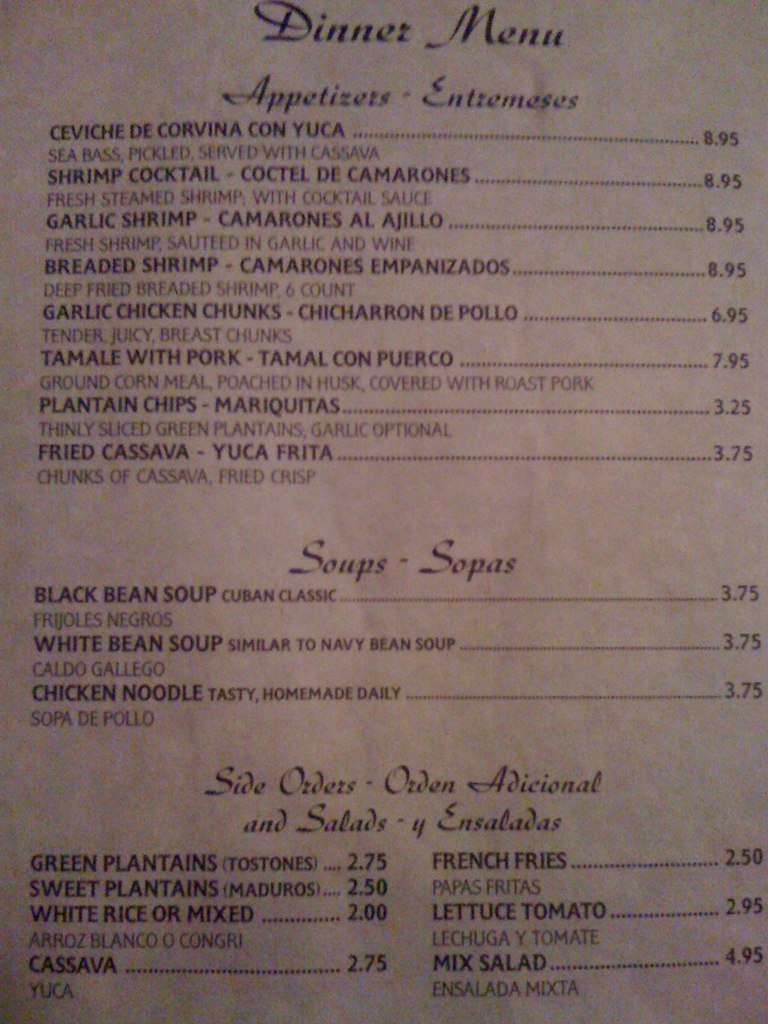 Dinner Menu
Appetizers - Entremeses
CEVICHE DE CORVINA CON YUCA ........ 8.95
SEA BASS, PICKLED, SERVED WITH CASSAVA
SHRIMP COCKTAIL - COCTEL DE CAMARONES ........ 8.95
FRESH STEAMED SHRIMP, WITH COCKTAIL SAUCE
GARLIC SHRIMP - CAMARONES AL AJILLO ........ 8.95
FRESH SHRIMP, SAUTEED IN GARLIC AND WINE
BREADED SHRIMP - CAMARONES EMPANIZADOS ........ 8.95
DEEP FRIED BREADED SHRIMP, 6 COUNT
GARLIC CHICKEN CHUNKS - CHICHARRON DE POLLO ........ 6.95
TENDER, JUICY, BREAST CHUNKS
TAMALE WITH PORK - TAMAL CON PUERCO ........ 7.95
GROUND CORN MEAL, POACHED IN HUSK, COVERED WITH ROAST PORK
PLANTAIN CHIPS - MARIQUITAS ........ 3.25
THINLY SLICED GREEN PLANTAINS, GARLIC OPTIONAL
FRIED CASSAVA - YUCA FRITA ........ 3.75
CHUNKS OF CASSAVA, FRIED CRISP
Soups - Sopas
BLACK BEAN SOUP CUBAN CLASSIC ........ 3.75
FRIJOLES NEGROS
WHITE BEAN SOUP SIMILAR TO NAVY BEAN SOUP ........ 3.75
CALDO GALLEGO
CHICKEN NOODLE TASTY, HOMEMADE DAILY ........ 3.75
SOPA DE POLLO
Side Orders - Orden Adicional
and Salads - y Ensaladas
GREEN PLANTAINS (TOSTONES) .... 2.75
SWEET PLANTAINS (MADUROS) .... 2.50
WHITE RICE OR MIXED ........ 2.00
ARROZ BLANCO O CONGRI
CASSAVA ........ 2.75
YUCA
FRENCH FRIES ........ 2.50
PAPAS FRITAS
LETTUCE TOMATO ........ 2.95
LECHUGA Y TOMATE
MIX SALAD ........ 4.95
ENSALADA MIXTA